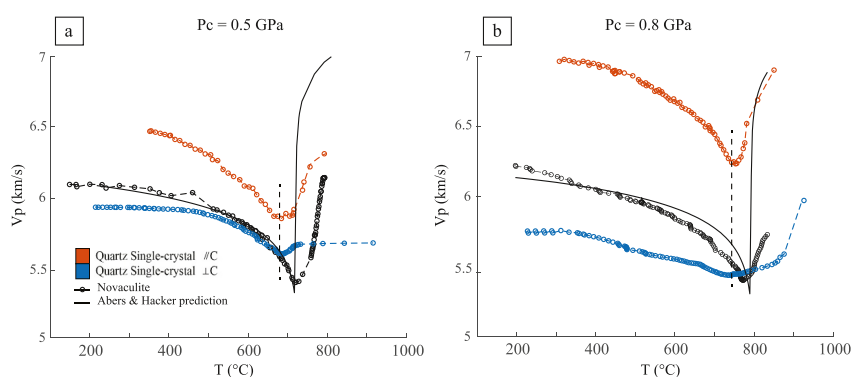 a
Pc = 0.5 GPa
7
6.5
6
5.5
5
Vp (km/s)
200
400
600
800
1000
T (°C)
Quartz Single-crystal //C
Quartz Single-crystal ⊥C
Novaculite
Abers & Hacker prediction
b
Pc = 0.8 GPa
7
6.5
6
5.5
5
Vp (km/s)
200
400
600
800
1000
T (°C)